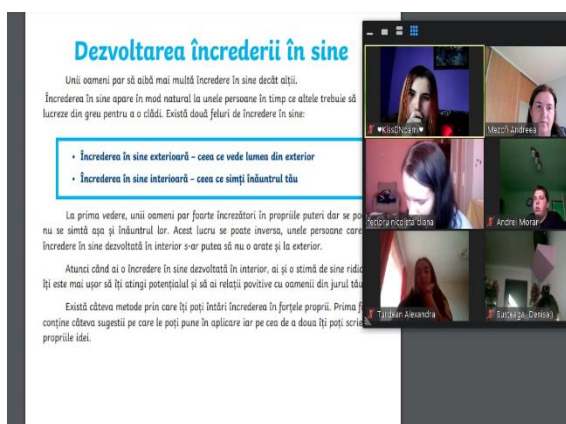 Dezvoltarea încrederii în sine
Unii oameni par să aibă mai multă încredere în sine decât alții.
Încrederea în sine apare în mod natural la unele persoane în timp ce altele trebuie să
lucreze din greu pentru a o clădi. Există două feluri de încredere în sine:
• Încrederea în sine exterioară – ceea ce vede lumea din exterior
• Încrederea în sine interioară – ceea ce simți înăuntrul tău
La prima vedere, unii oameni par foarte încrezători în propriile puteri dar se po
nu se simtă așa și înăuntrul lor. Acest lucru se poate inversa, unele persoane care
încredere în sine dezvoltată în interior s-ar putea să nu o arate și la exterior.
Atunci când ai o încredere în sine dezvoltată în interior, ai și o stimă de sine ridic
îți este mai ușor să îți atingi potențialul și să ai relații povitive cu oamenii din jurul tău
Există câteva metode prin care îți poți întări încrederea în forțele proprii. Prima f
conține câteva sugestii pe care le poți pune în aplicare iar pe cea de a doua îți poți scrie
propriile idei.
♥KissDNoami♥
Mezofi Andreea
feciora nicoleta diana
Andrei Morar
Turdean Alexandra
Busteaga Denisa:)